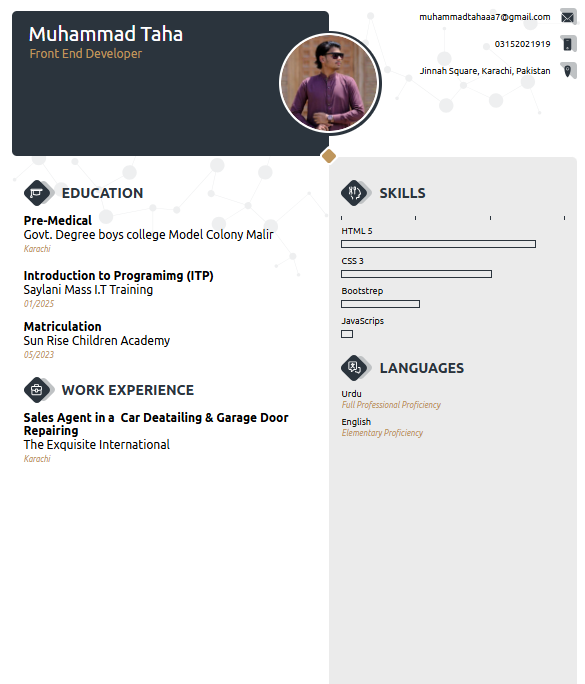 Muhammad Taha
Front End Developer
muhammadtahaaa7@gmail.com
03152021919
Jinnah Square, Karachi, Pakistan
EDUCATION
Pre-Medical
Govt. Degree boys college Model Colony Malir
Karachi
Introduction to Programimg (ITP)
Saylani Mass I.T Training
01/2025
Matriculation
Sun Rise Children Academy
05/2023
WORK EXPERIENCE
Sales Agent in a  Car Deatailing & Garage Door
Repairing
The Exquisite International
Karachi
SKILLS
HTML 5
CSS 3
Bootstrep
JavaScrips
LANGUAGES
Urdu
Full Professional Proficiency
English
Elementary Proficiency